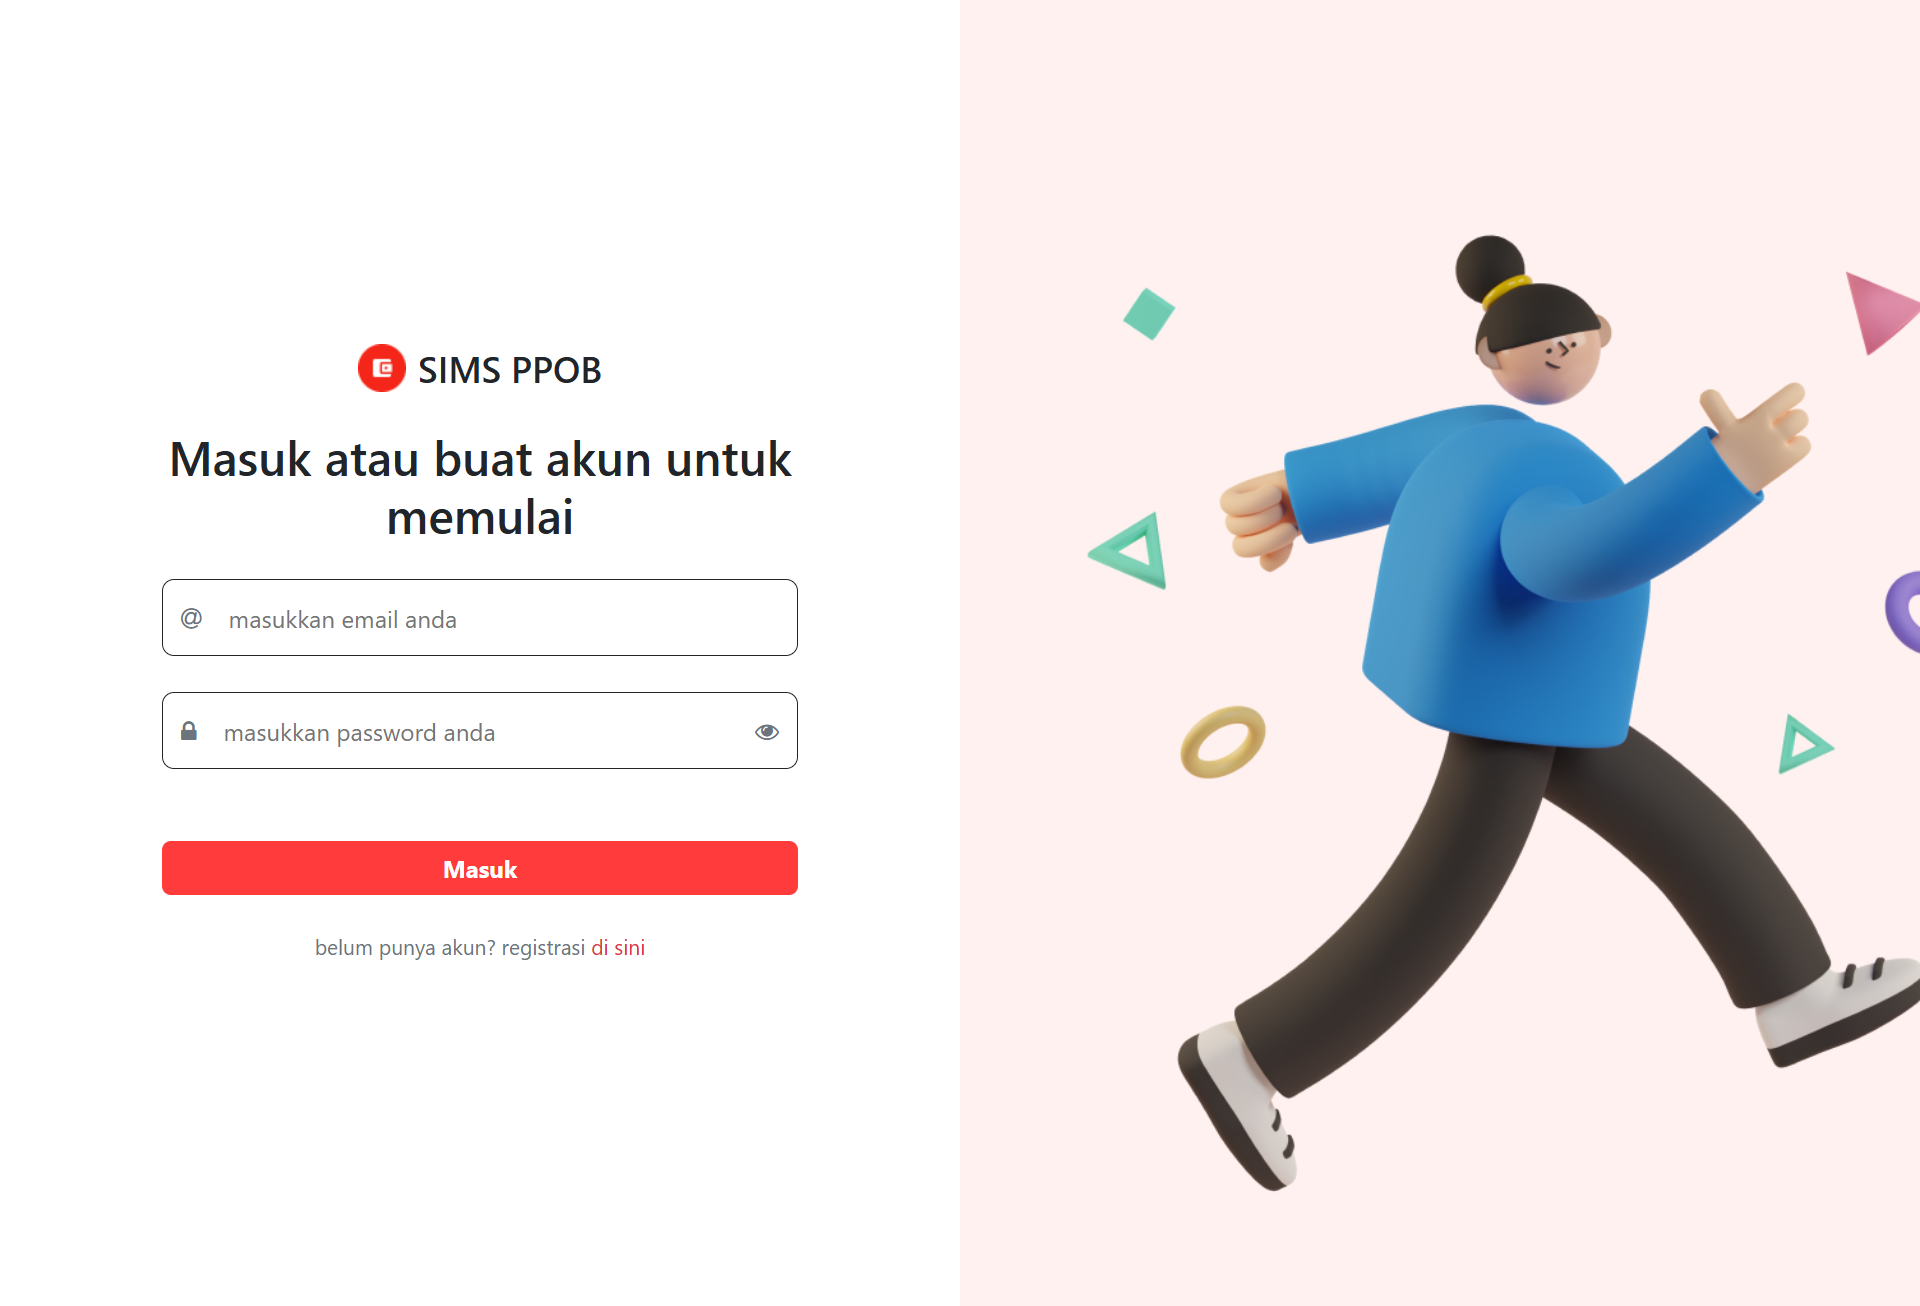 SIMS PPOB
Masuk atau buat akun untuk
memulai
@ masukkan email anda
masukkan password anda
Masuk
belum punya akun? registrasi di sini